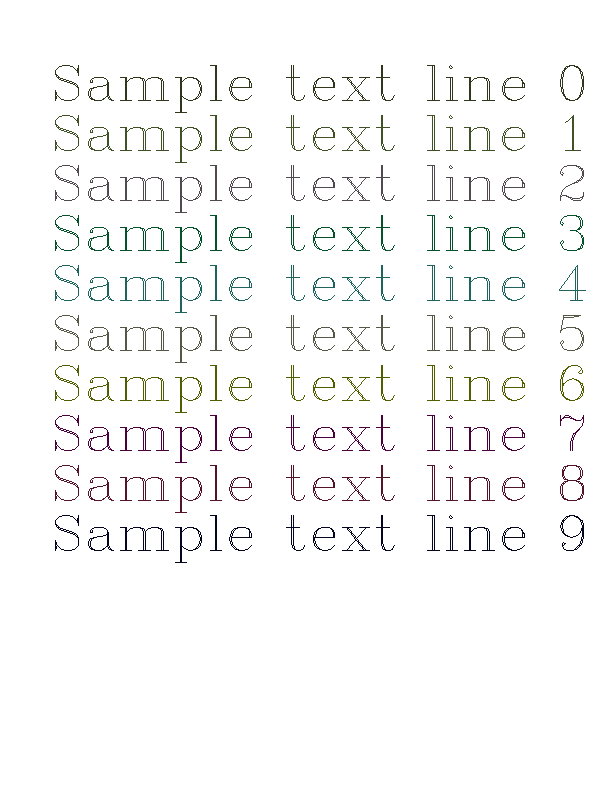 Sample text line 0
Sample text line 1
Sample text line 2
Sample text line 3
Sample text line 4
Sample text line 5
Sample text line 6
Sample text line 7
Sample text line 8
Sample text line 9